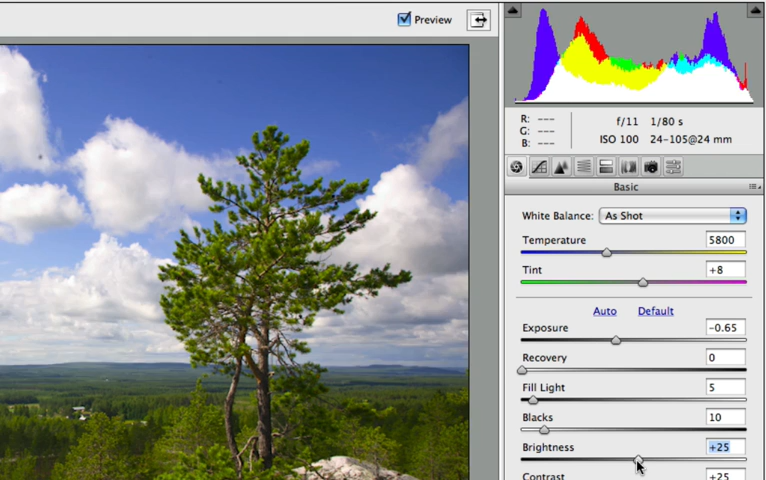 Preview
R: ---
G: ---
B: ---
f/11 1/80 s
ISO 100 24-105@24 mm
Basic
White Balance: As Shot
Temperature 5800
Tint +8
Auto Default
Exposure -0.65
Recovery 0
Fill Light 5
Blacks 10
Brightness +25
Contrast +25